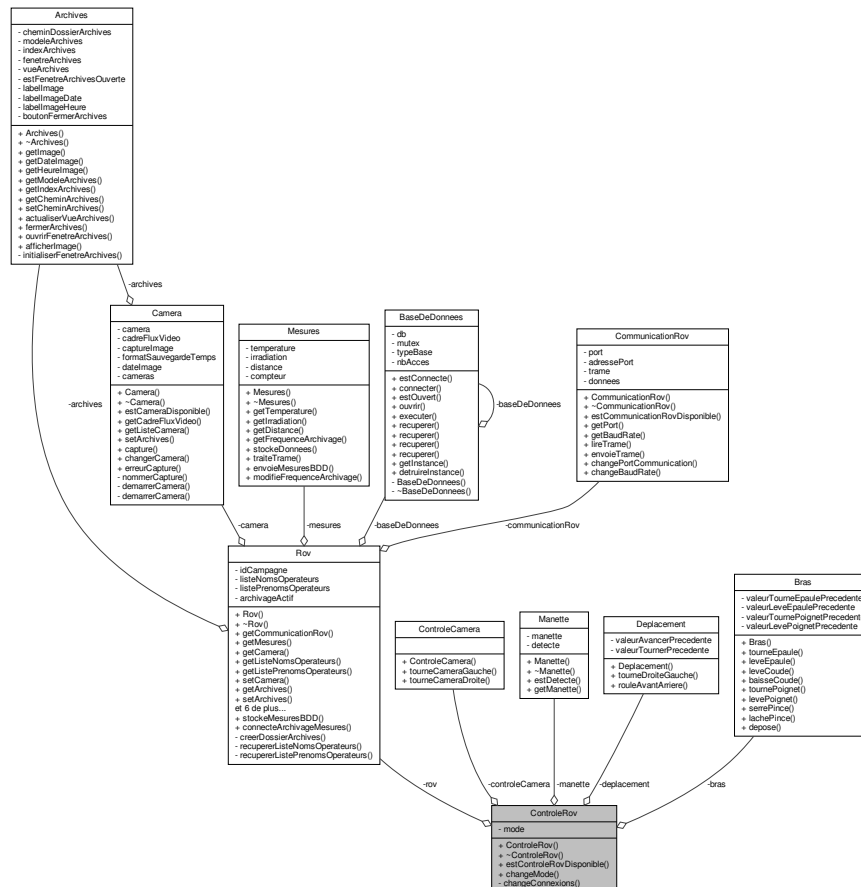 Archives
- cheminDossierArchives
- modeleArchives
- indexArchives
- fenetreArchives
- vueArchives
- estFenetreArchivesOuverte
- labelImage
- labelImageDate
- labelImageHeure
- boutonFermerArchives
+ Archives()
+ ~Archives()
+ getImage()
+ getDateImage()
+ getHeureImage()
+ getModeleArchives()
+ getIndexArchives()
+ getCheminArchives()
+ setCheminArchives()
+ actualiserVueArchives()
+ fermerArchives()
+ ouvrirFenetreArchives()
+ afficherImage()
- initialiserFenetreArchives()
-archives
-archives
Camera
- camera
- cadreFluxVideo
- captureImage
- formatSauvegardeTemps
- dateImage
- cameras
+ Camera()
+ ~Camera()
+ estCameraDisponible()
+ getCadreFluxVideo()
+ getListeCamera()
+ setArchives()
+ capture()
+ changerCamera()
+ erreurCapture()
- nommerCapture()
- demarrerCamera()
- demarrerCamera()
-camera
Mesures
- temperature
- irradiation
- distance
- compteur
+ Mesures()
+ ~Mesures()
+ getTemperature()
+ getIrradiation()
+ getDistance()
+ getFrequenceArchivage()
+ stockeDonnees()
+ traiteTrame()
+ envoieMesuresBDD()
+ modifieFrequenceArchivage()
-mesures
BaseDeDonnees
- db
- mutex
- typeBase
- nbAcces
+ estConnecte()
+ connecter()
+ estOuvert()
+ ouvrir()
+ executer()
+ recuperer()
+ recuperer()
+ recuperer()
+ recuperer()
+ getInstance()
+ detruireInstance()
- BaseDeDonnees()
- ~BaseDeDonnees()
-baseDeDonnees
-baseDeDonnees
CommunicationRov
- port
- adressePort
- trame
- donnees
+ CommunicationRov()
+ ~CommunicationRov()
+ estCommunicationRovDisponible()
+ getPort()
+ getBaudRate()
+ lireTrame()
+ envoieTrame()
+ changePortCommunication()
+ changeBaudRate()
-communicationRov
Rov
- idCampagne
- listeNomsOperateurs
- listePrenomsOperateurs
- archivageActif
+ Rov()
+ ~Rov()
+ getCommunicationRov()
+ getMesures()
+ getCamera()
+ getListeNomsOperateurs()
+ getListePrenomsOperateurs()
+ setCamera()
+ getArchives()
+ setArchives()
et 6 de plus...
+ stockeMesuresBDD()
+ connecteArchivageMesures()
- creerDossierArchives()
- recupererListeNomsOperateurs()
- recupererListePrenomsOperateurs()
-rov
ControleCamera
+ ControleCamera()
+ tourneCameraGauche()
+ tourneCameraDroite()
-controleCamera
Manette
- manette
- detecte
+ Manette()
+ ~Manette()
+ estDetecte()
+ getManette()
-manette
Deplacement
- valeurAvancerPrecedente
- valeurTournerPrecedente
+ Deplacement()
+ tourneDroiteGauche()
+ rouleAvantArriere()
-deplacement
Bras
- valeurTourneEpaulePrecedente
- valeurLeveEpaulePrecedente
- valeurTournePoignetPrecedente
- valeurLevePoignetPrecedente
+ Bras()
+ tourneEpaule()
+ leveEpaule()
+ leveCoude()
+ baisseCoude()
+ tournePoignet()
+ levePoignet()
+ serrePince()
+ lachePince()
+ depose()
-bras
ControleRov
- mode
+ ControleRov()
+ ~ControleRov()
+ estControleRovDisponible()
+ changeMode()
- changeConnexions()